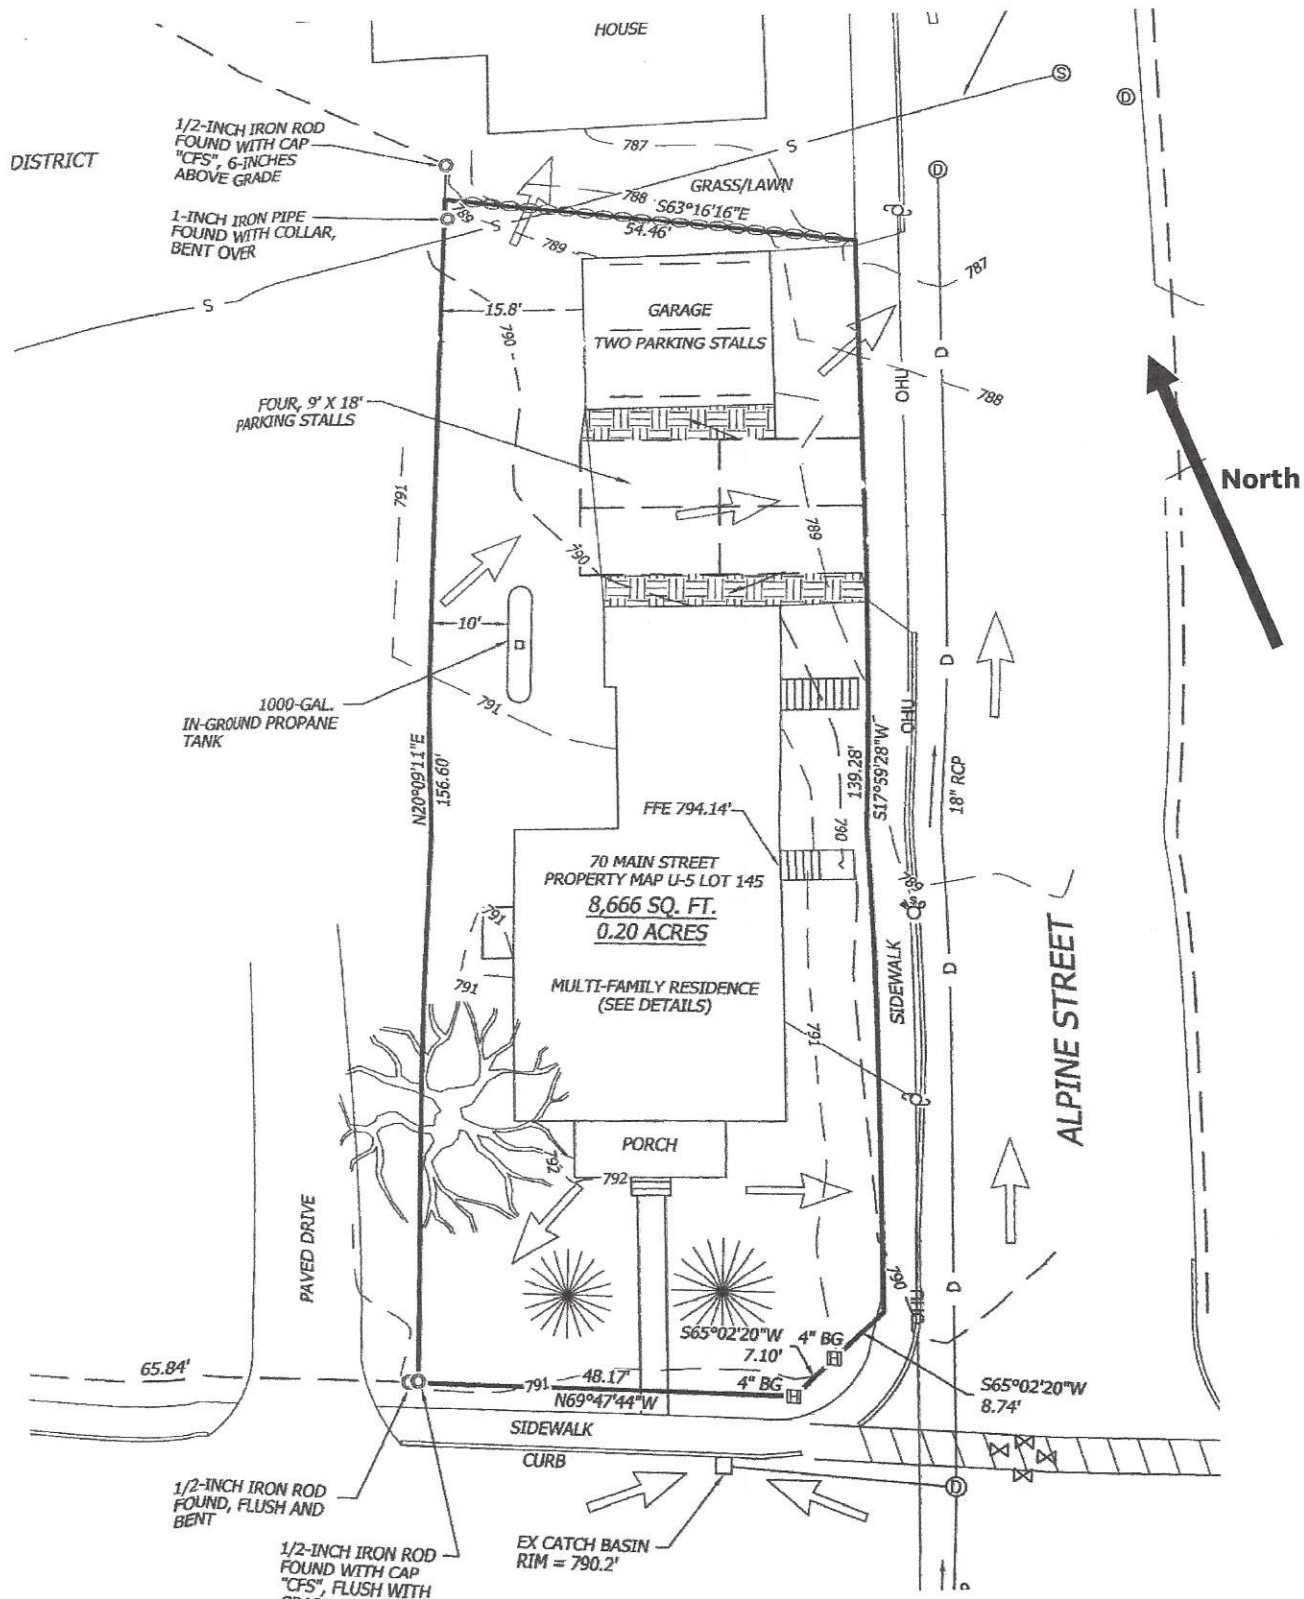 HOUSE
1/2-INCH IRON ROD
FOUND WITH CAP
"CFS", 6-INCHES
ABOVE GRADE
DISTRICT
1-INCH IRON PIPE
FOUND WITH COLLAR,
BENT OVER
787
S
S
D
D
GRASS/LAWN
788
S63°16'16"E
54.46'
789
S
789
787
S
15.8'
790
GARAGE
TWO PARKING STALLS
OHU
D
788
North
FOUR, 9' X 18'
PARKING STALLS
791
789
790
10'
1000-GAL.
IN-GROUND PROPANE
TANK
791
D
OHU
N20°09'11"E
156.60'
139.28'
S17°59'28"W
18" RCP
FFE 794.14'
790
70 MAIN STREET
PROPERTY MAP U-5 LOT 145
8,666 SQ. FT.
0.20 ACRES
791
791
MULTI-FAMILY RESIDENCE
(SEE DETAILS)
SIDEWALK
D
ALPINE STREET
791
PORCH
792
792
PAVED DRIVE
790
OHU
D
S65°02'20"W
7.10'
4" BG
65.84'
791
48.17'
4" BG
N69°47'44"W
S65°02'20"W
8.74'
SIDEWALK
CURB
D
1/2-INCH IRON ROD
FOUND, FLUSH AND
BENT
EX CATCH BASIN
RIM = 790.2'
1/2-INCH IRON ROD
FOUND WITH CAP
"CFS", FLUSH WITH